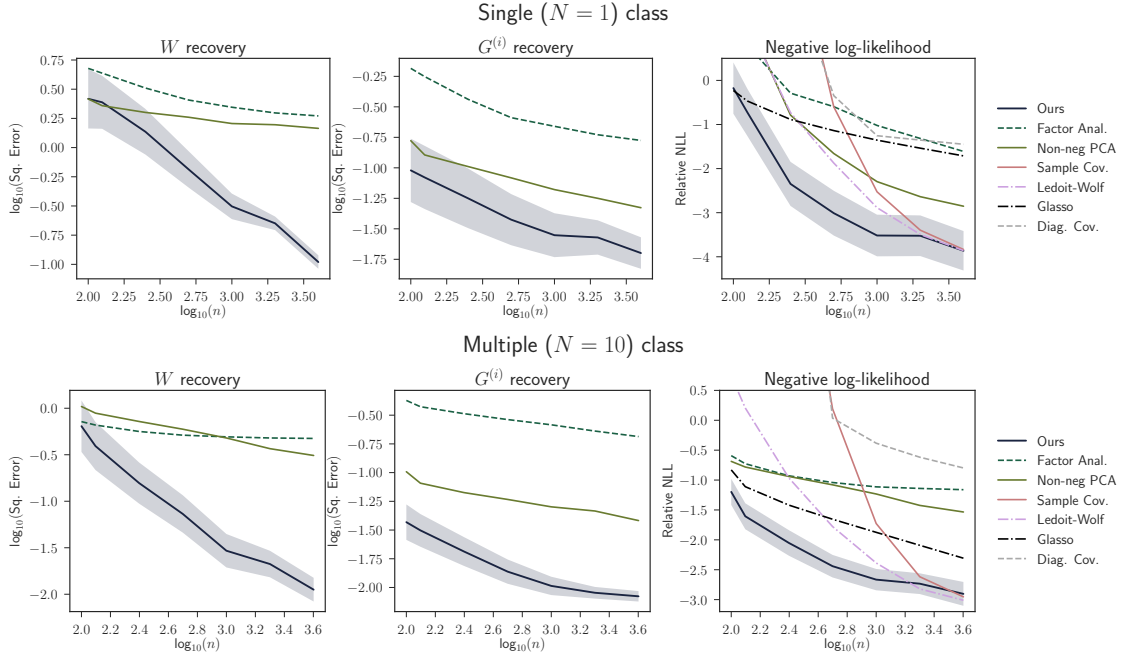 Single (N = 1) class
W recovery
G^(i) recovery
Negative log-likelihood
log10(Sq. Error)
0.75
0.50
0.25
0.00
−0.25
−0.50
−0.75
−1.00
2.00 2.25 2.50 2.75 3.00 3.25 3.50
log10(n)
log10(Sq. Error)
−0.25
−0.50
−0.75
−1.00
−1.25
−1.50
−1.75
2.00 2.25 2.50 2.75 3.00 3.25 3.50
log10(n)
Relative NLL
0
−1
−2
−3
−4
2.00 2.25 2.50 2.75 3.00 3.25 3.50
log10(n)
Ours
Factor Anal.
Non-neg PCA
Sample Cov.
Ledoit-Wolf
Glasso
Diag. Cov.
Multiple (N = 10) class
W recovery
G^(i) recovery
Negative log-likelihood
log10(Sq. Error)
0.0
−0.5
−1.0
−1.5
−2.0
2.0 2.2 2.4 2.6 2.8 3.0 3.2 3.4 3.6
log10(n)
log10(Sq. Error)
−0.50
−0.75
−1.00
−1.25
−1.50
−1.75
−2.00
2.0 2.2 2.4 2.6 2.8 3.0 3.2 3.4 3.6
log10(n)
Relative NLL
0.5
0.0
−0.5
−1.0
−1.5
−2.0
−2.5
−3.0
2.0 2.2 2.4 2.6 2.8 3.0 3.2 3.4 3.6
log10(n)
Ours
Factor Anal.
Non-neg PCA
Sample Cov.
Ledoit-Wolf
Glasso
Diag. Cov.